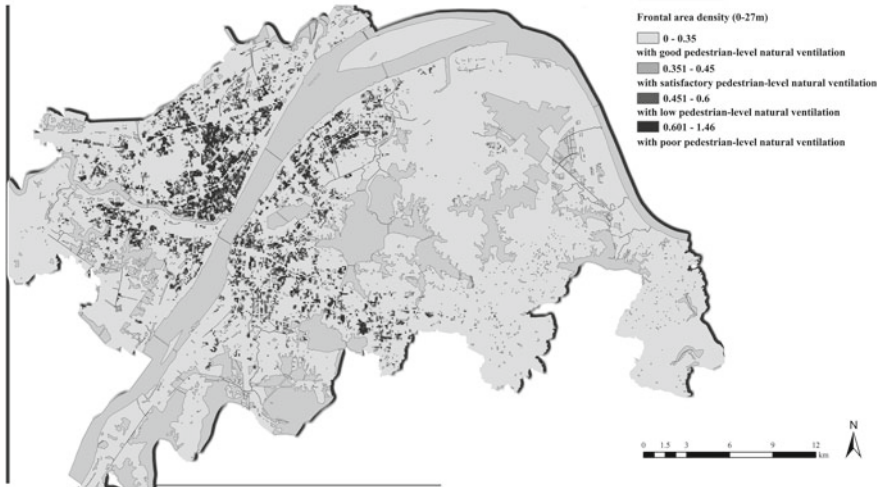 Frontal area density (0-27m)
0 - 0.35
with good pedestrian-level natural ventilation
0.351 - 0.45
with satisfactory pedestrian-level natural ventilation
0.451 - 0.6
with low pedestrian-level natural ventilation
0.601 - 1.46
with poor pedestrian-level natural ventilation
N
0 1.5 3 6 9 12
km